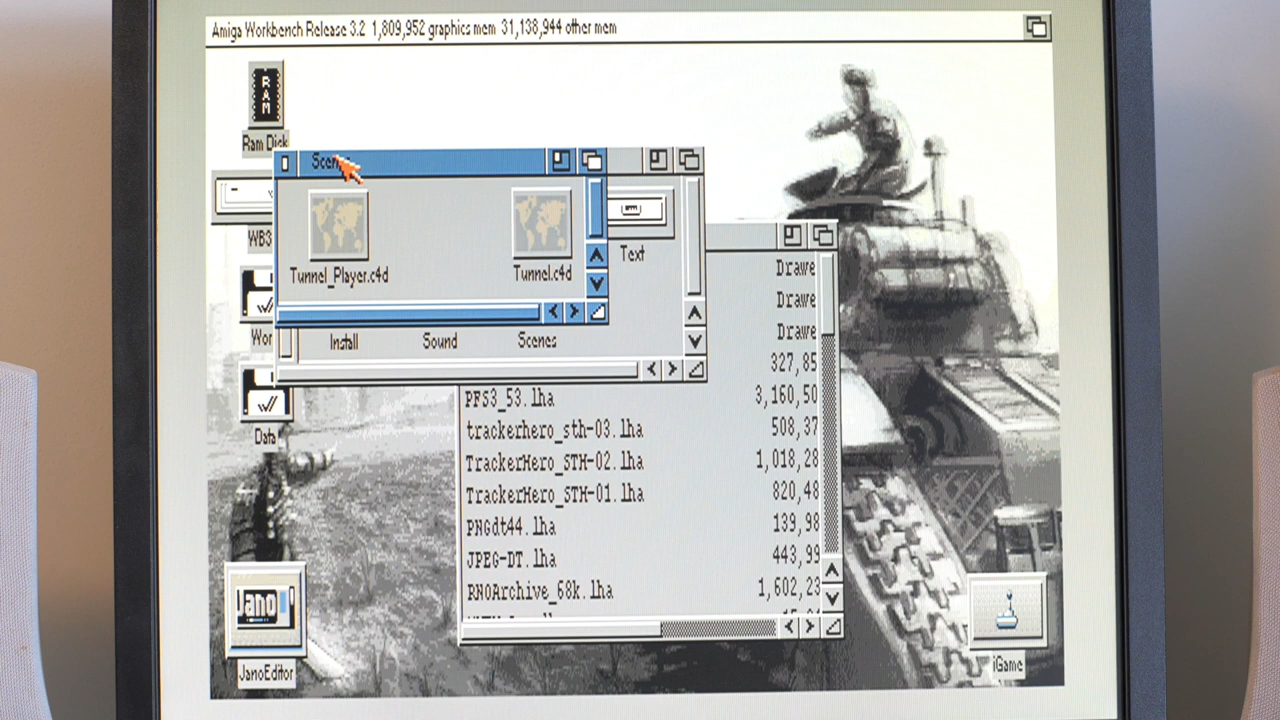 Amiga Workbench Release 3.2 1,809,952 graphics mem 31,138,944 other mem
RAM
Ram Disk
Tunnel_Player.c4d
Tunnel.c4d
Text
Install
Sound
Scenes
Data
Drawe
Drawe
Drawe
327,85
PFS3_53.lha 3,160,50
trackerhero_sth-03.lha 508,37
TrackerHero_STH-02.lha 1,018,28
TrackerHero_STH-01.lha 820,48
PNGdt44.lha 139,98
JPEG-DT.lha 443,99
RNOArchive_68k.lha 1,602,23
Jano
JanoEditor
iGame